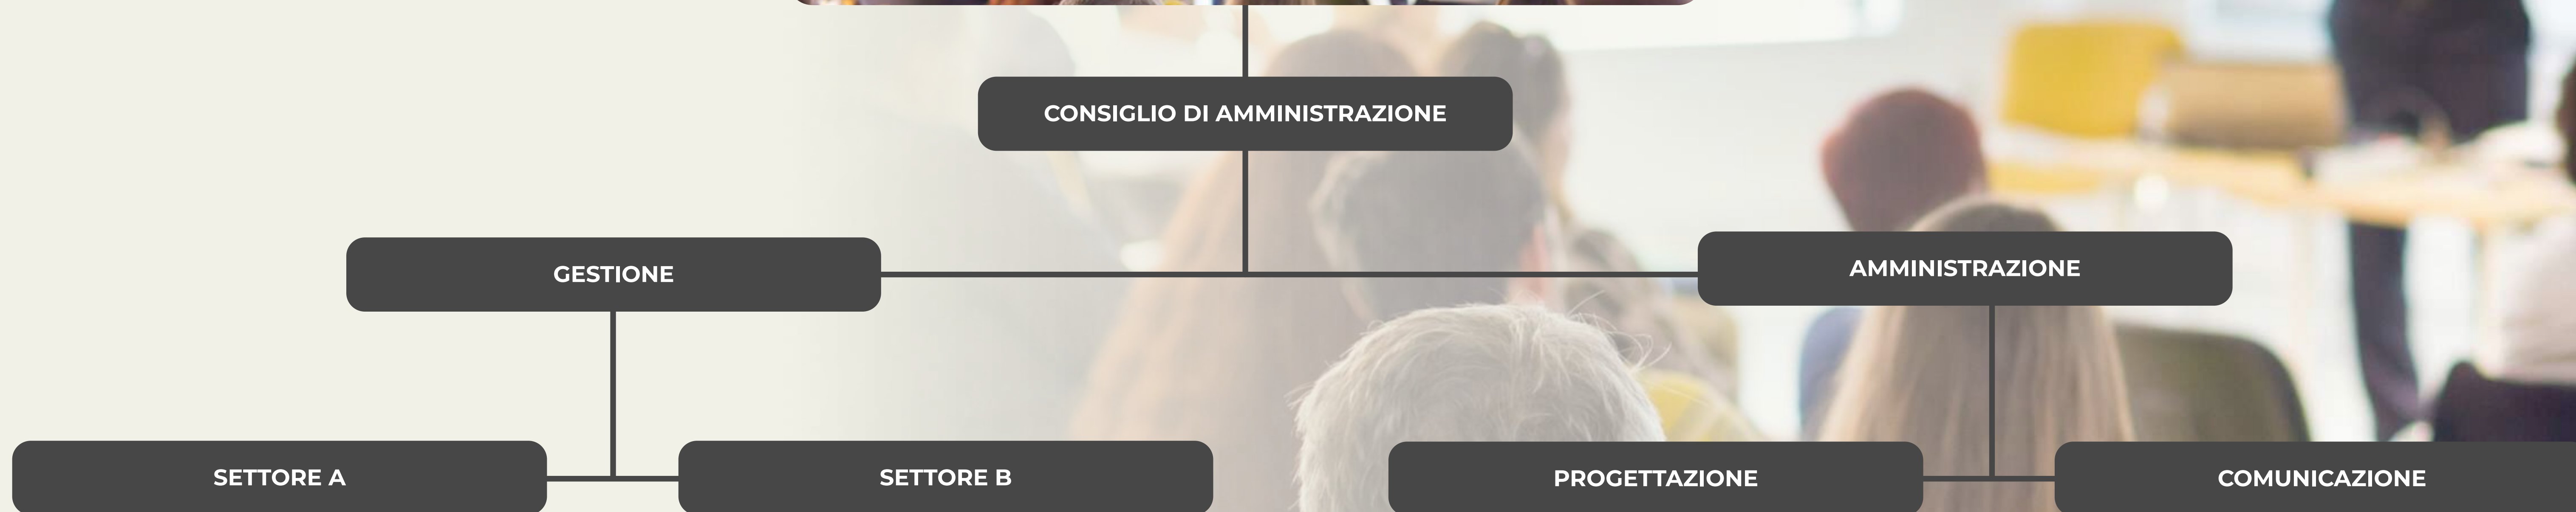 CONSIGLIO DI AMMINISTRAZIONE
GESTIONE
AMMINISTRAZIONE
SETTORE A
SETTORE B
PROGETTAZIONE
COMUNICAZIONE